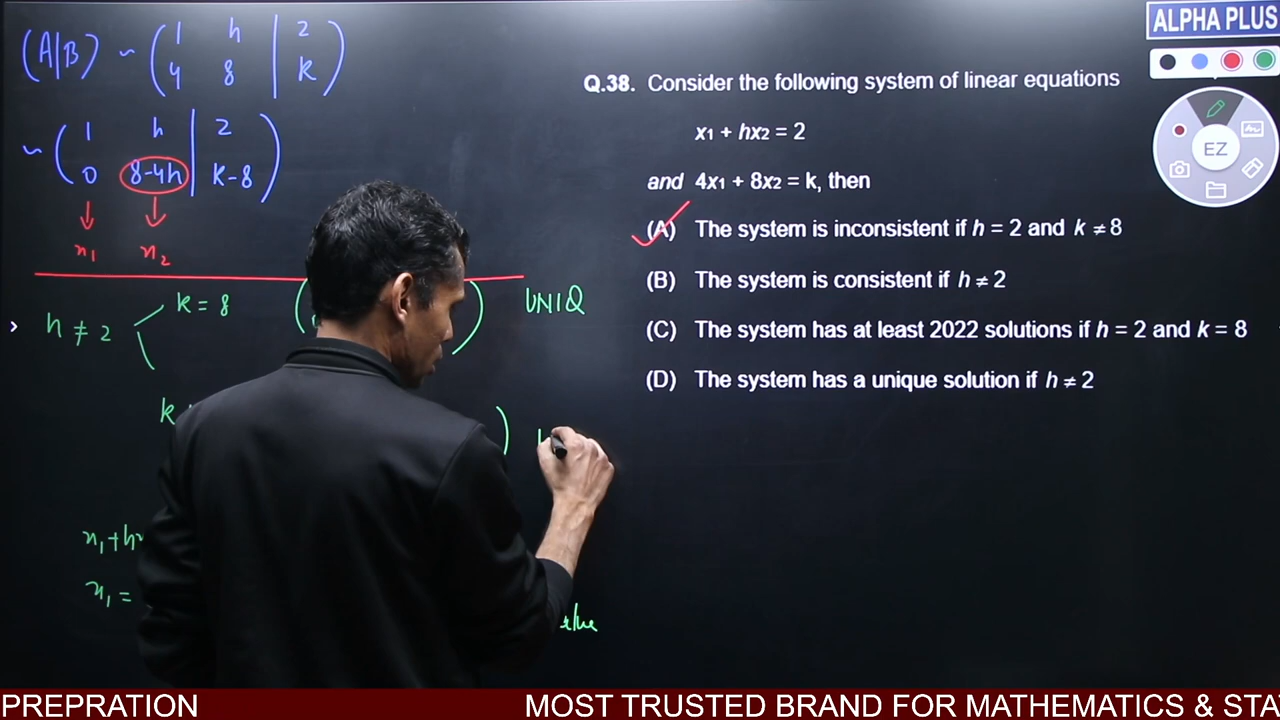 (A|B) ~ ( 1 h | 2
4 8 | k )
~ ( 1 h | 2
0 8-4h | k-8 )
↓ ↓
x₁ x₂
h ≠ 2
k = 8
( ) UNIQ
k
)
x₁+h
x₁ =
ALPHA PLUS
EZ
Q.38. Consider the following system of linear equations
x₁ + hx₂ = 2
and 4x₁ + 8x₂ = k, then
(A) The system is inconsistent if h = 2 and k ≠ 8
(B) The system is consistent if h ≠ 2
(C) The system has at least 2022 solutions if h = 2 and k = 8
(D) The system has a unique solution if h ≠ 2
PREPRATION MOST TRUSTED BRAND FOR MATHEMATICS & STA